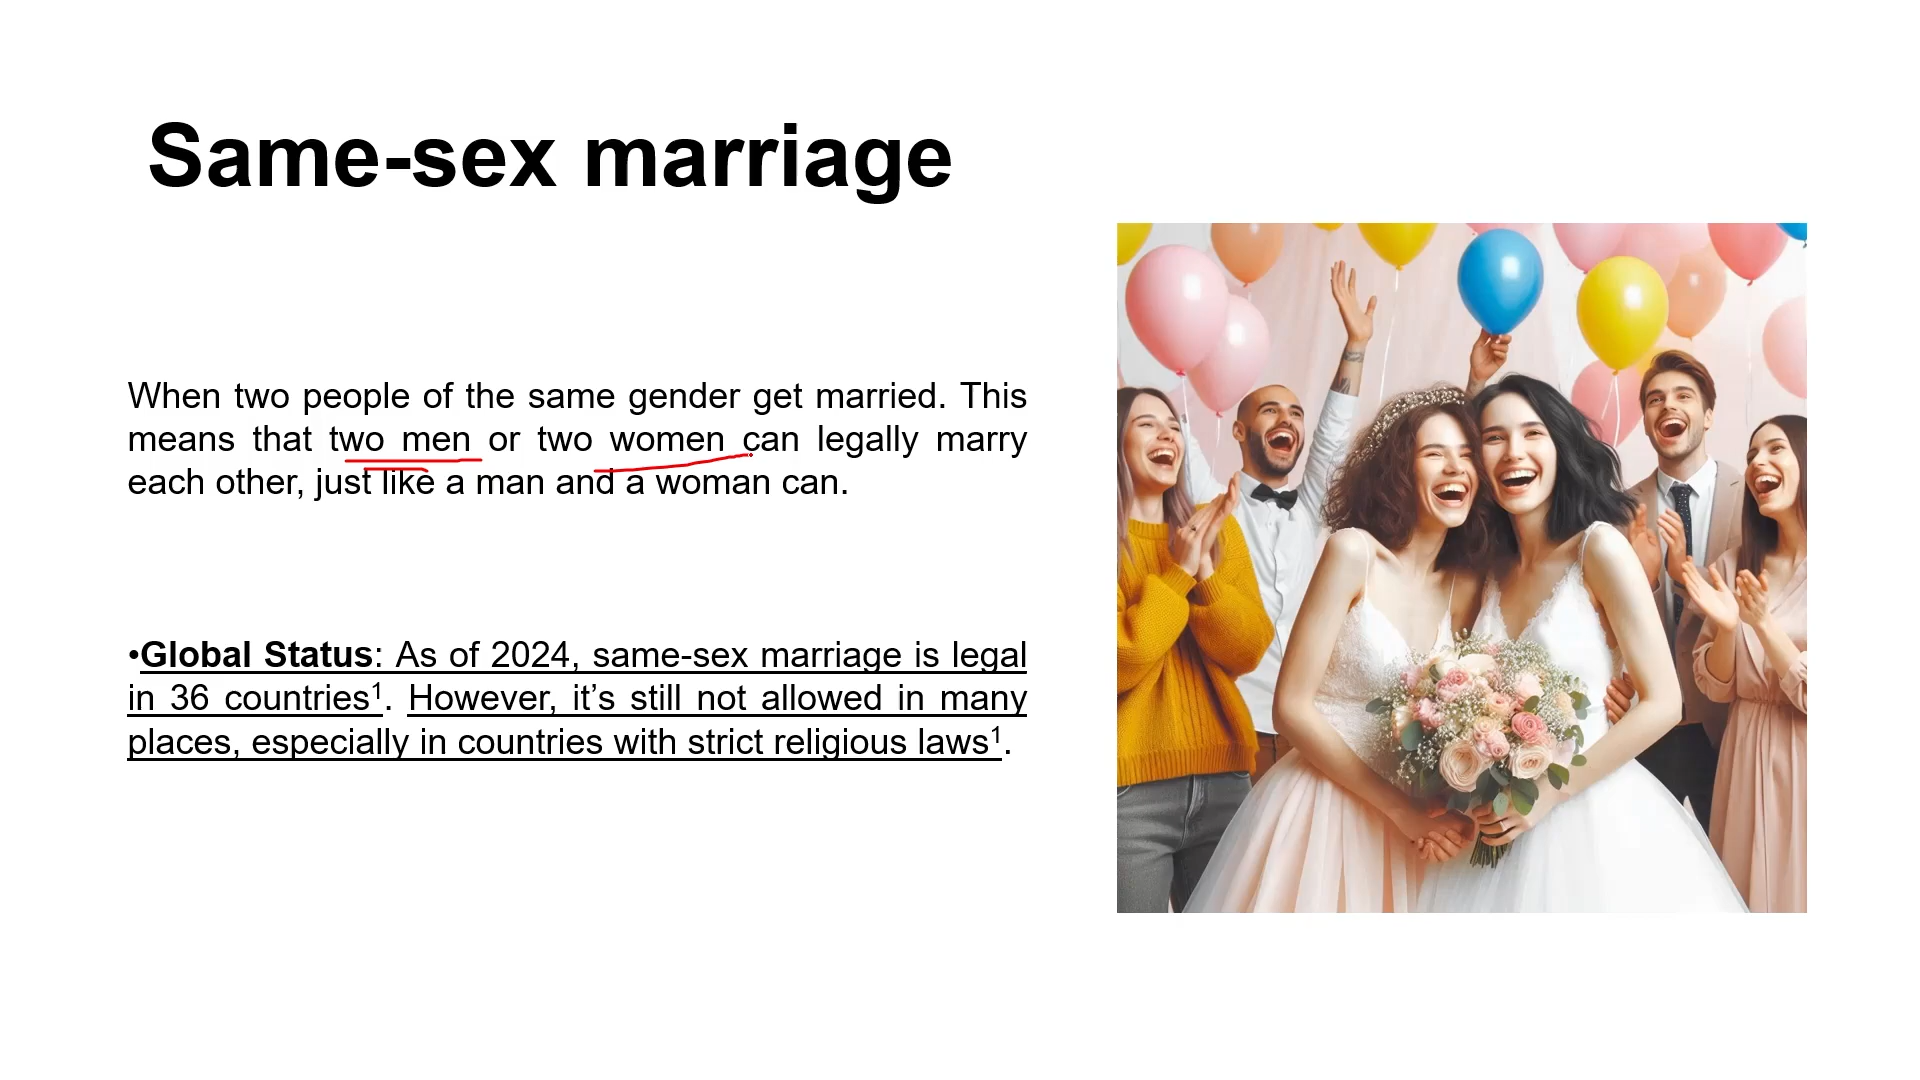 Same-sex marriage
When two people of the same gender get married. This
means that two men or two women can legally marry
each other, just like a man and a woman can.
•Global Status: As of 2024, same-sex marriage is legal
in 36 countries¹. However, it’s still not allowed in many
places, especially in countries with strict religious laws¹.